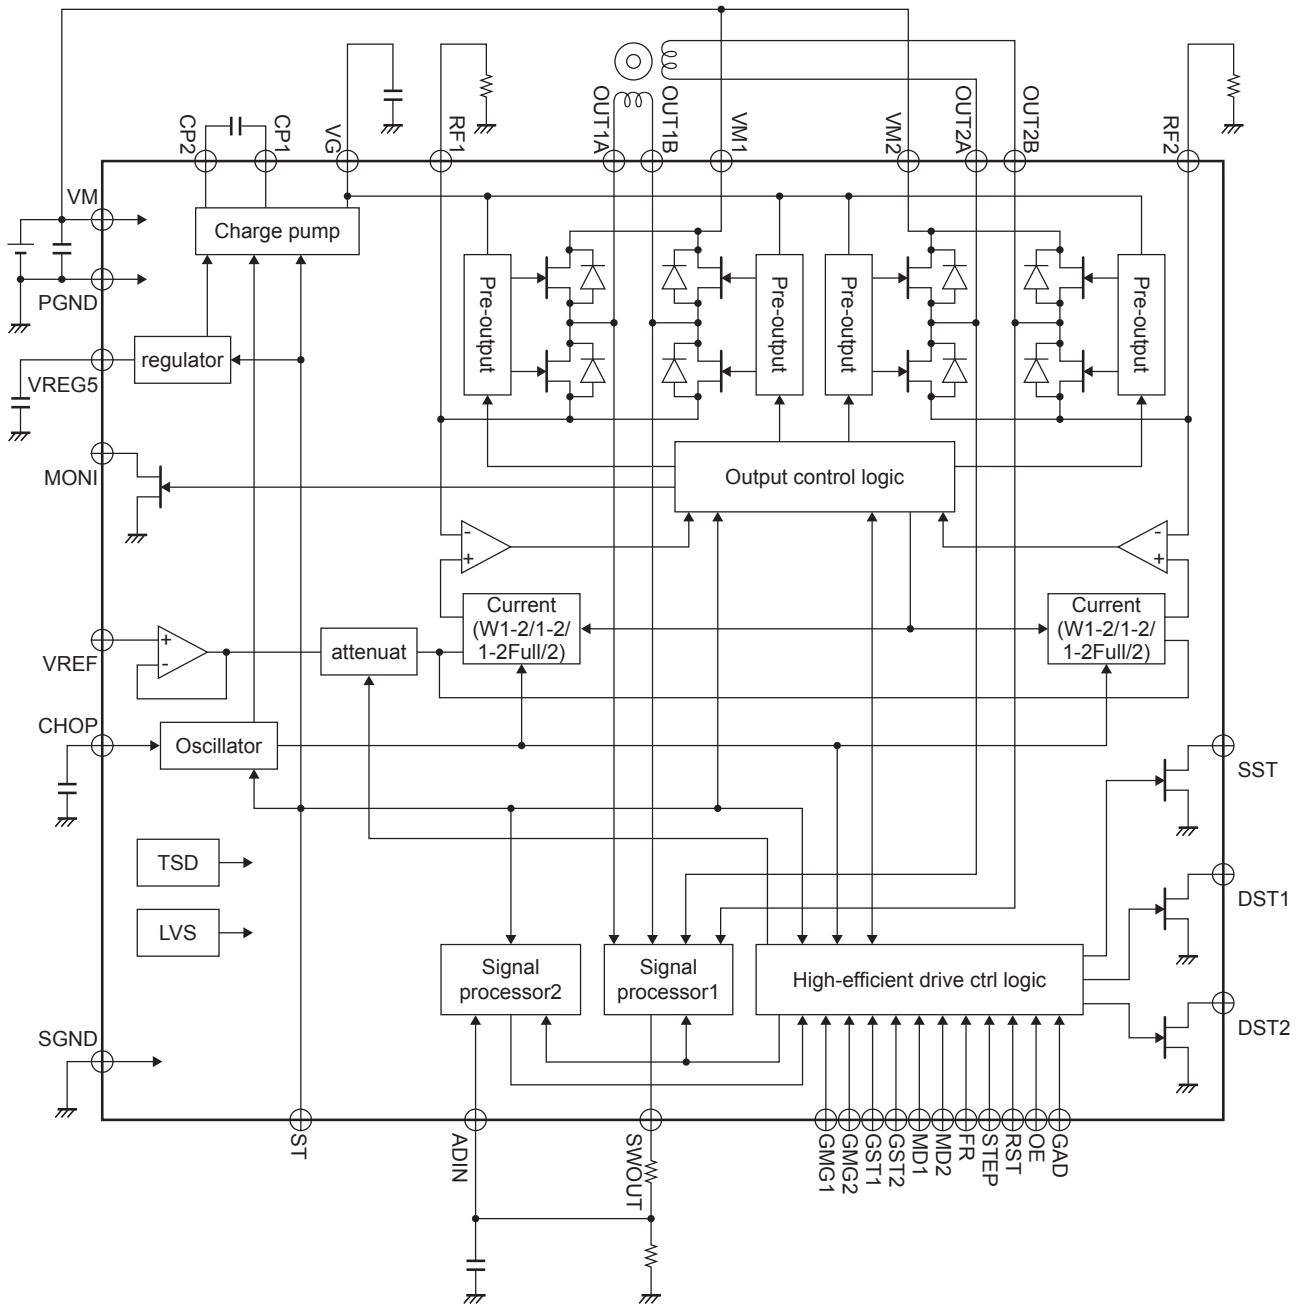 CP2
CP1
VG
RF1
OUT1A
OUT1B
VM1
VM2
OUT2A
OUT2B
RF2
VM
Charge pump
PGND
Pre-output
Pre-output
Pre-output
Pre-output
regulator
VREG5
MONI
Output control logic
-
+
-
+
Current
(W1-2/1-2/
1-2Full/2)
Current
(W1-2/1-2/
1-2Full/2)
+
-
VREF
attenuat
CHOP
Oscillator
SST
TSD
DST1
LVS
Signal
processor2
Signal
processor1
High-efficient drive ctrl logic
DST2
SGND
ST
ADIN
SWOUT
GMG1
GMG2
GST1
GST2
MD1
MD2
FR
STEP
RST
OE
GAD